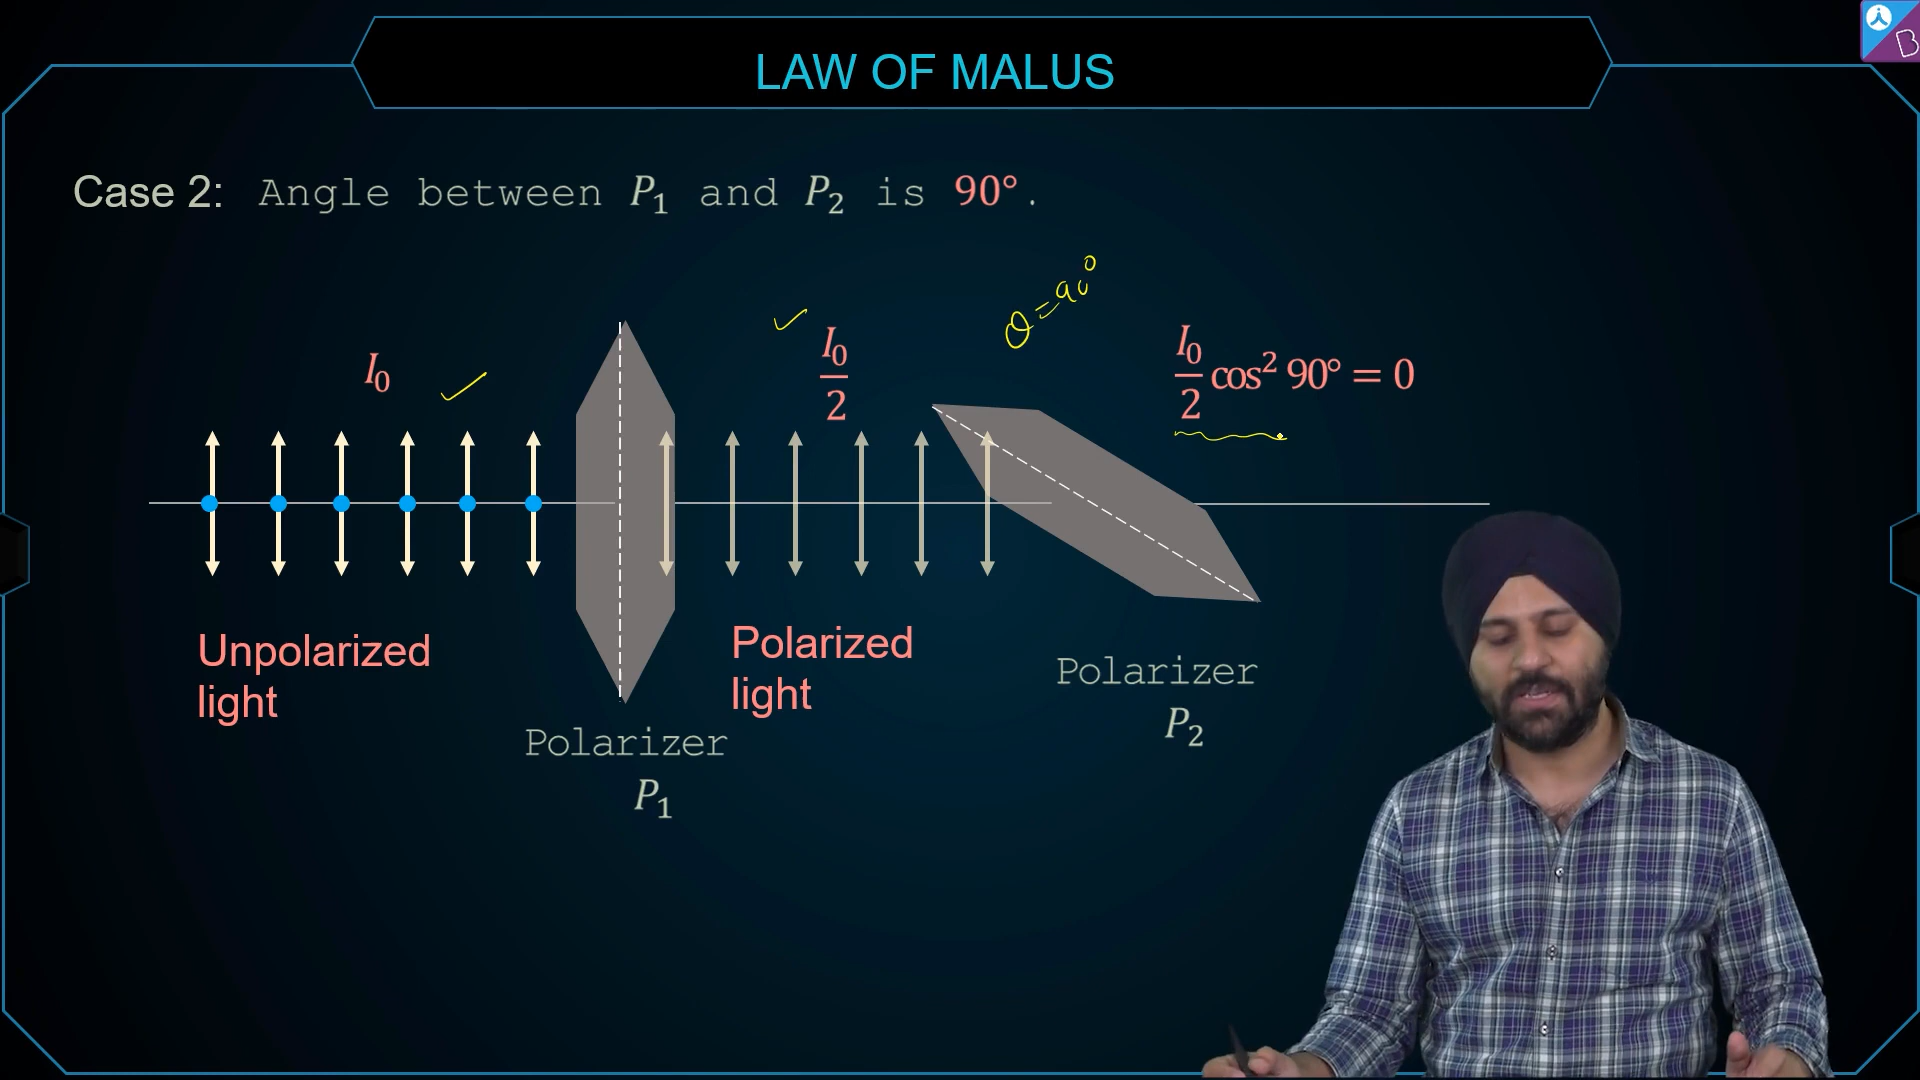 LAW OF MALUS
Case 2: Angle between P₁ and P₂ is 90°.
θ=90°
I₀
I₀/2
I₀/2 cos² 90° = 0
Unpolarized
light
Polarized
light
Polarizer
P₁
Polarizer
P₂
B